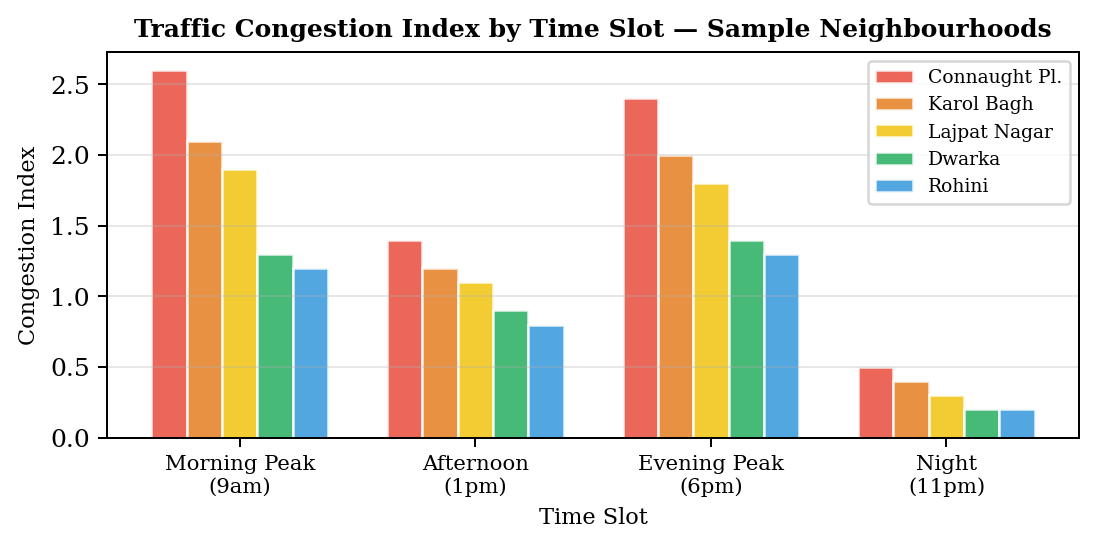 Traffic Congestion Index by Time Slot — Sample Neighbourhoods
Congestion Index
2.5
2.0
1.5
1.0
0.5
0.0
Connaught Pl.
Karol Bagh
Lajpat Nagar
Dwarka
Rohini
Morning Peak
(9am)
Afternoon
(1pm)
Evening Peak
(6pm)
Night
(11pm)
Time Slot